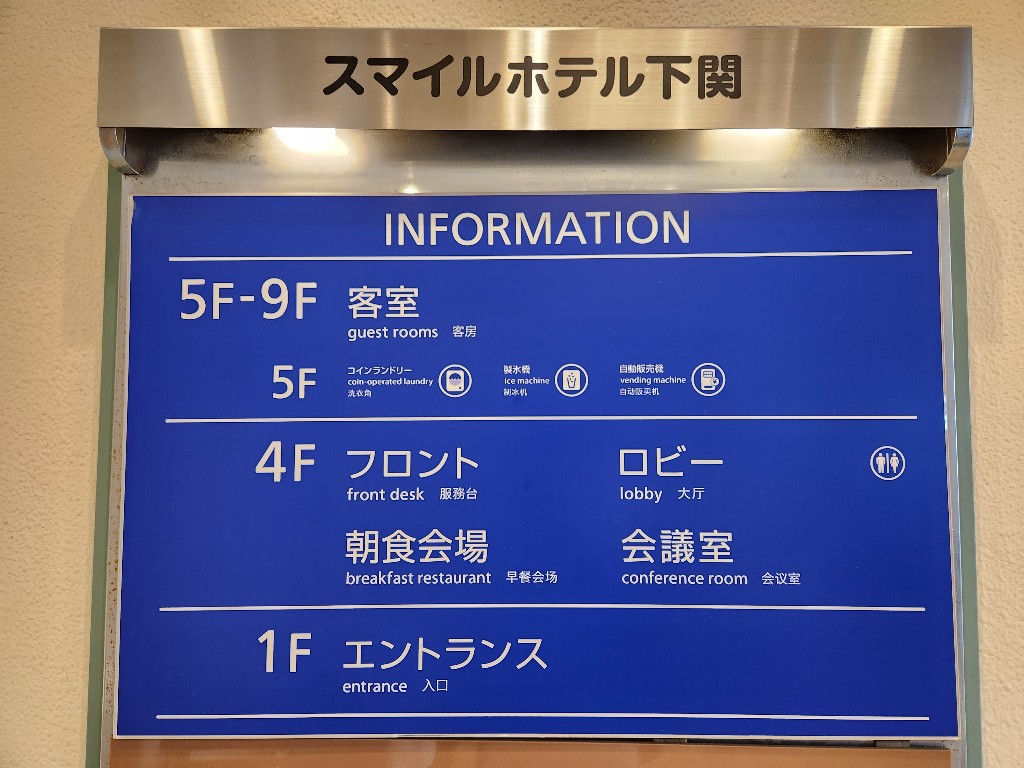 スマイルホテル下関
INFORMATION
5F-9F 客室
guest rooms 客房
5F コインランドリー 製氷機 自動販売機
coin-operated laundry ice machine vending machine
洗衣角 制冰机 自动贩卖机
4F フロント ロビー
front desk 服務台 lobby 大厅
朝食会場 会議室
breakfast restaurant 早餐会场 conference room 会议室
1F エントランス
entrance 入口